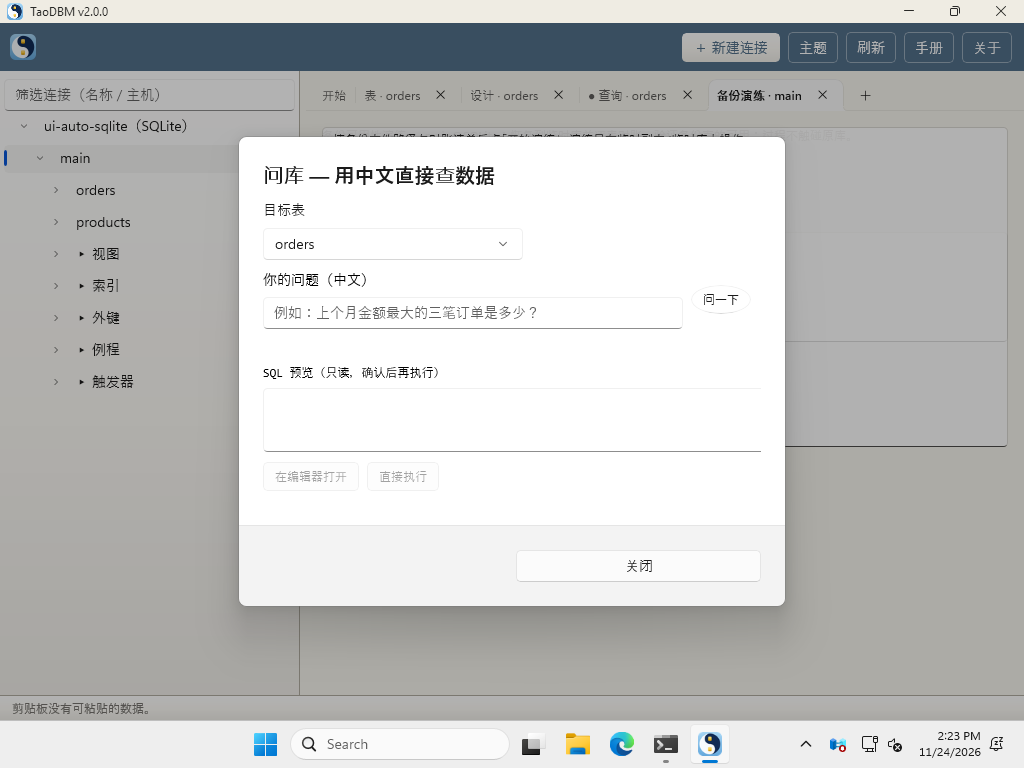 TaoDBM v2.0.0
＋ 新建连接
主题
刷新
手册
关于
筛选连接（名称 / 主机）
开始
表 · orders
设计 · orders
● 查询 · orders
备份演练 · main
ui-auto-sqlite（SQLite）
main
orders
products
视图
索引
外键
例程
触发器
问库 — 用中文直接查数据
目标表
orders
你的问题（中文）
例如：上个月金额最大的三笔订单是多少？
问一下
SQL 预览（只读，确认后再执行）
在编辑器打开
直接执行
关闭
剪贴板没有可粘贴的数据。
Search
2:23 PM
11/24/2026